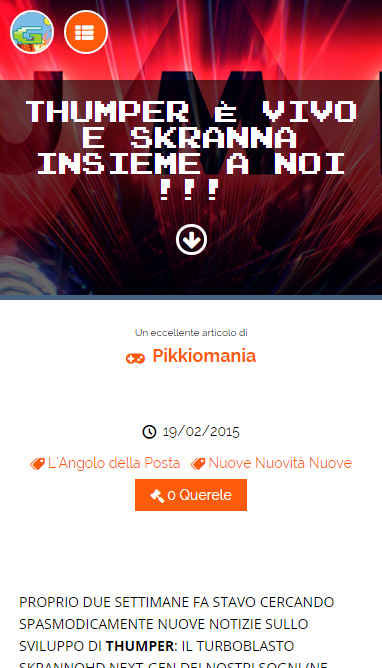 THUMPER È VIVO
E SKRANNA
INSIEME A NOI
!!!
Un eccellente articolo di
Pikkiomania
19/02/2015
L'Angolo della Posta Nuove Nuovità Nuove
0 Querele
PROPRIO DUE SETTIMANE FA STAVO CERCANDO
SPASMODICAMENTE NUOVE NOTIZIE SULLO
SVILUPPO DI THUMPER: IL TURBOBLASTO
SKRANNOHD NEXT-GEN DEI NOSTRI SOGNI (NE